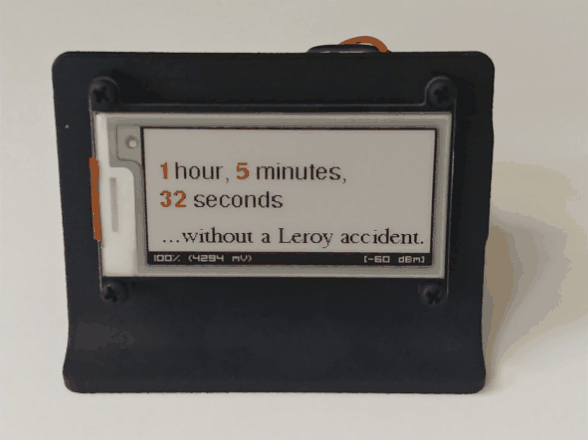 1 hour, 5 minutes,
32 seconds
...without a Leroy accident.
100% (4294 mV) [-60 dBm]